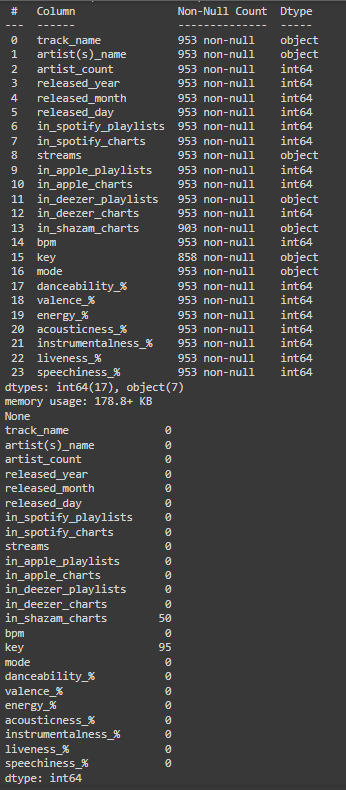 #   Column                Non-Null Count  Dtype
---  ------                --------------  -----
 0   track_name            953 non-null    object
 1   artist(s)_name        953 non-null    object
 2   artist_count          953 non-null    int64
 3   released_year         953 non-null    int64
 4   released_month        953 non-null    int64
 5   released_day          953 non-null    int64
 6   in_spotify_playlists  953 non-null    int64
 7   in_spotify_charts     953 non-null    int64
 8   streams               953 non-null    object
 9   in_apple_playlists    953 non-null    int64
 10  in_apple_charts       953 non-null    int64
 11  in_deezer_playlists   953 non-null    object
 12  in_deezer_charts      953 non-null    int64
 13  in_shazam_charts      903 non-null    object
 14  bpm                   953 non-null    int64
 15  key                   858 non-null    object
 16  mode                  953 non-null    object
 17  danceability_%        953 non-null    int64
 18  valence_%             953 non-null    int64
 19  energy_%              953 non-null    int64
 20  acousticness_%        953 non-null    int64
 21  instrumentalness_%    953 non-null    int64
 22  liveness_%            953 non-null    int64
 23  speechiness_%         953 non-null    int64
dtypes: int64(17), object(7)
memory usage: 178.8+ KB
None
track_name               0
artist(s)_name           0
artist_count             0
released_year            0
released_month           0
released_day             0
in_spotify_playlists     0
in_spotify_charts        0
streams                  0
in_apple_playlists       0
in_apple_charts          0
in_deezer_playlists      0
in_deezer_charts         0
in_shazam_charts        50
bpm                      0
key                     95
mode                     0
danceability_%           0
valence_%                0
energy_%                 0
acousticness_%           0
instrumentalness_%       0
liveness_%               0
speechiness_%            0
dtype: int64